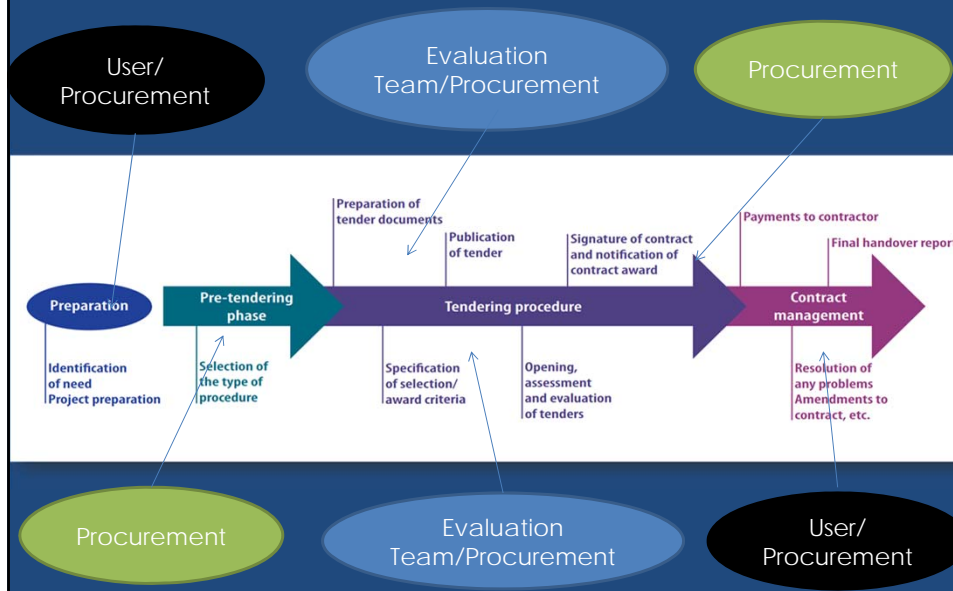 User/
Procurement
Evaluation
Team/Procurement
Procurement
Preparation of
tender documents
Publication
of tender
Signature of contract
and notification of
contract award
Payments to contractor
Final handover report
Preparation
Pre-tendering
phase
Tendering procedure
Contract
management
Identification
of need
Project preparation
Selection of
the type of
procedure
Specification
of selection/
award criteria
Opening,
assessment
and evaluation
of tenders
Resolution of
any problems
Amendments to
contract, etc.
Procurement
Evaluation
Team/Procurement
User/
Procurement